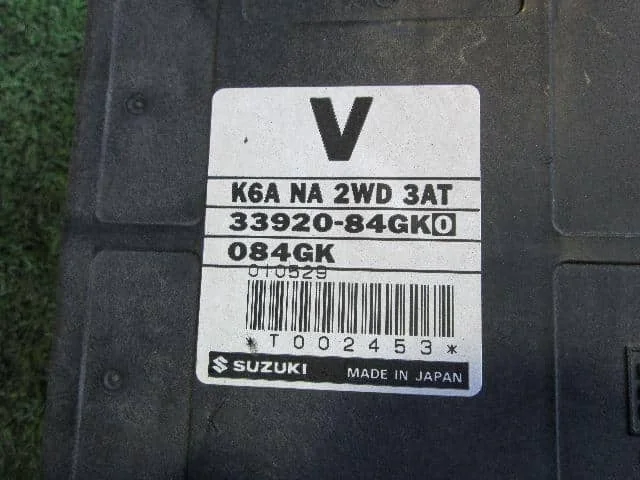 V
K6A NA 2WD 3AT
33920-84GK0
084GK
010529
*T002453*
SUZUKI MADE IN JAPAN